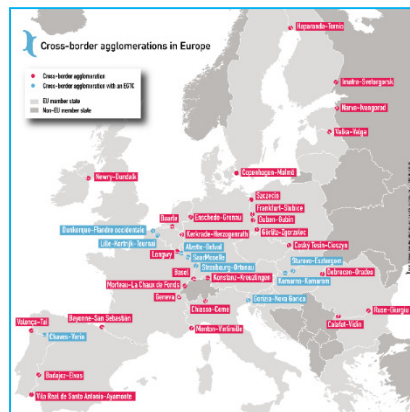 Cross-border agglomerations in Europe
Cross-border agglomeration
Cross-border agglomeration with an EGTC
EU member state
Non-EU member state
Haparanda-Tornio
Imatra-Svetogorsk
Narva-Ivangorod
Valka-Valga
Copenhagen-Malmö
Newry-Dundalk
Szczecin
Frankfurt-Słubice
Guben-Gubin
Görlitz-Zgorzelec
Enschede-Gronau
Baarle
Dunkerque-Flandre occidentale
Kerkrade-Herzogenrath
Lille-Kortrijk-Tournai
Cesky Tesin-Cieszyn
Longwy
Alzette-Belval
SaarMoselle
Strasbourg-Ortenau
Sturovo-Esztergom
Komarno-Komarom
Debrecen-Oradea
Basel
Konstanz-Kreuzlingen
Morteau-La Chaux de Fonds
Geneva
Chiasso-Como
Gorizia-Nova Gorica
Bayonne-San Sebastián
Menton-Vintimille
Valença-Tui
Chaves-Verin
Calafat-Vidin
Ruse-Giurgiu
Badajoz-Elvas
Vila Real de Santo Antonio-Ayamonte